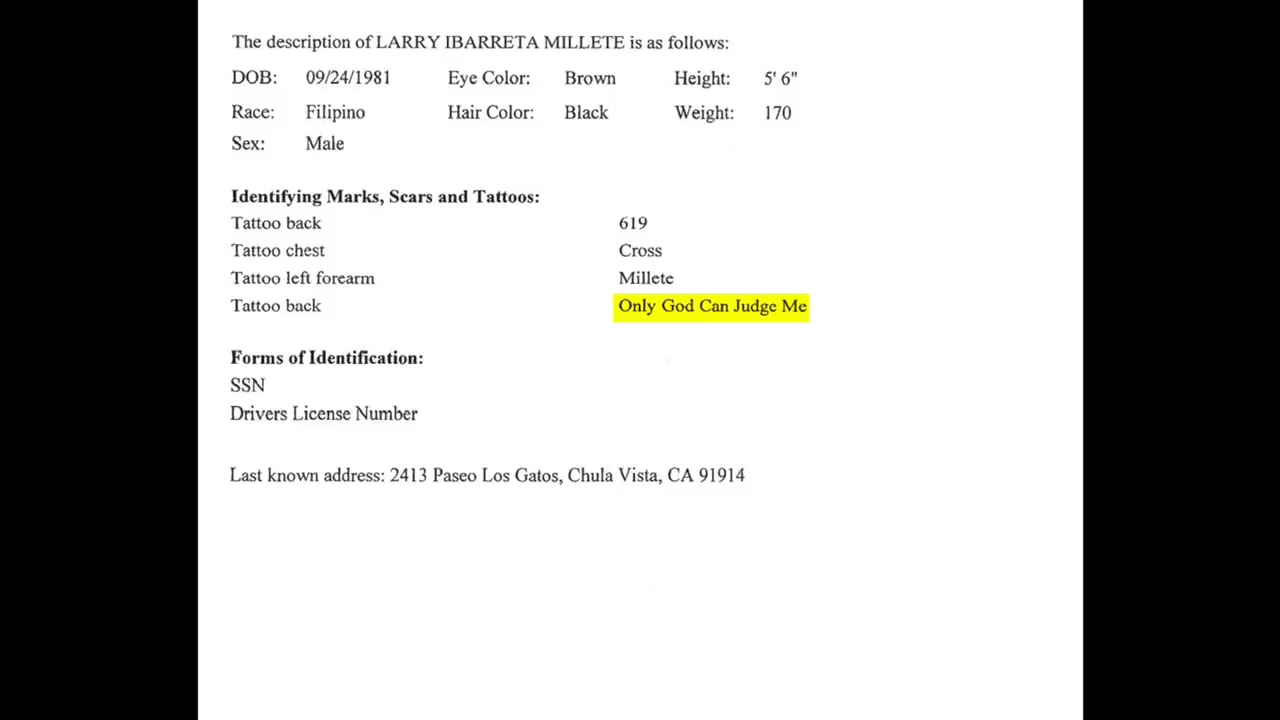 The description of LARRY IBARRETA MILLETE is as follows:
DOB: 09/24/1981 Eye Color: Brown Height: 5' 6"
Race: Filipino Hair Color: Black Weight: 170
Sex: Male
Identifying Marks, Scars and Tattoos:
Tattoo back 619
Tattoo chest Cross
Tattoo left forearm Millete
Tattoo back Only God Can Judge Me
Forms of Identification:
SSN
Drivers License Number
Last known address: 2413 Paseo Los Gatos, Chula Vista, CA 91914